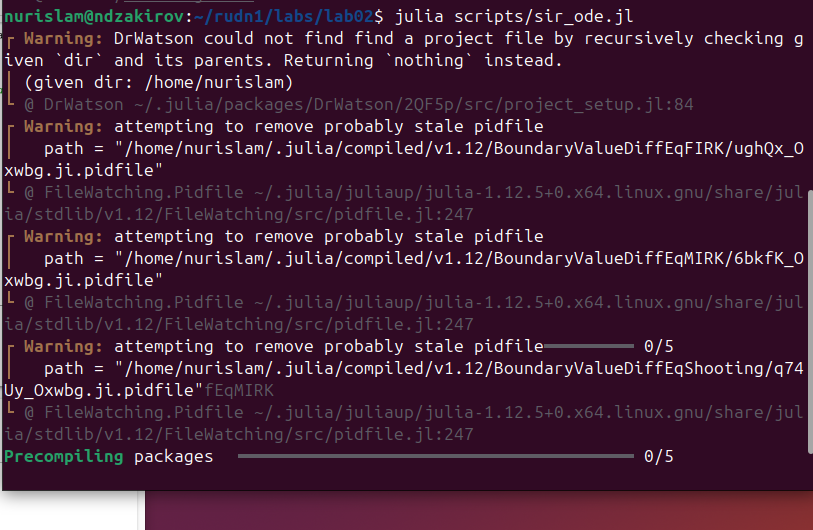 nurislam@ndzakirov:~/rudn1/labs/lab02$ julia scripts/sir_ode.jl
┌ Warning: DrWatson could not find find a project file by recursively checking g
iven `dir` and its parents. Returning `nothing` instead.
│ (given dir: /home/nurislam)
└ @ DrWatson ~/.julia/packages/DrWatson/2QF5p/src/project_setup.jl:84
┌ Warning: attempting to remove probably stale pidfile
│   path = "/home/nurislam/.julia/compiled/v1.12/BoundaryValueDiffEqFIRK/ughQx_O
xwbg.ji.pidfile"
└ @ FileWatching.Pidfile ~/.julia/juliaup/julia-1.12.5+0.x64.linux.gnu/share/jul
ia/stdlib/v1.12/FileWatching/src/pidfile.jl:247
┌ Warning: attempting to remove probably stale pidfile
│   path = "/home/nurislam/.julia/compiled/v1.12/BoundaryValueDiffEqMIRK/6bkfK_O
xwbg.ji.pidfile"
└ @ FileWatching.Pidfile ~/.julia/juliaup/julia-1.12.5+0.x64.linux.gnu/share/jul
ia/stdlib/v1.12/FileWatching/src/pidfile.jl:247
┌ Warning: attempting to remove probably stale pidfile━━━━━━━━━ 0/5
│   path = "/home/nurislam/.julia/compiled/v1.12/BoundaryValueDiffEqShooting/q74
Uy_Oxwbg.ji.pidfile"fEqMIRK
└ @ FileWatching.Pidfile ~/.julia/juliaup/julia-1.12.5+0.x64.linux.gnu/share/jul
ia/stdlib/v1.12/FileWatching/src/pidfile.jl:247
Precompiling packages ━━━━━━━━━━━━━━━━━━━━━━━━━━━━━━━━━━━━━━━━ 0/5